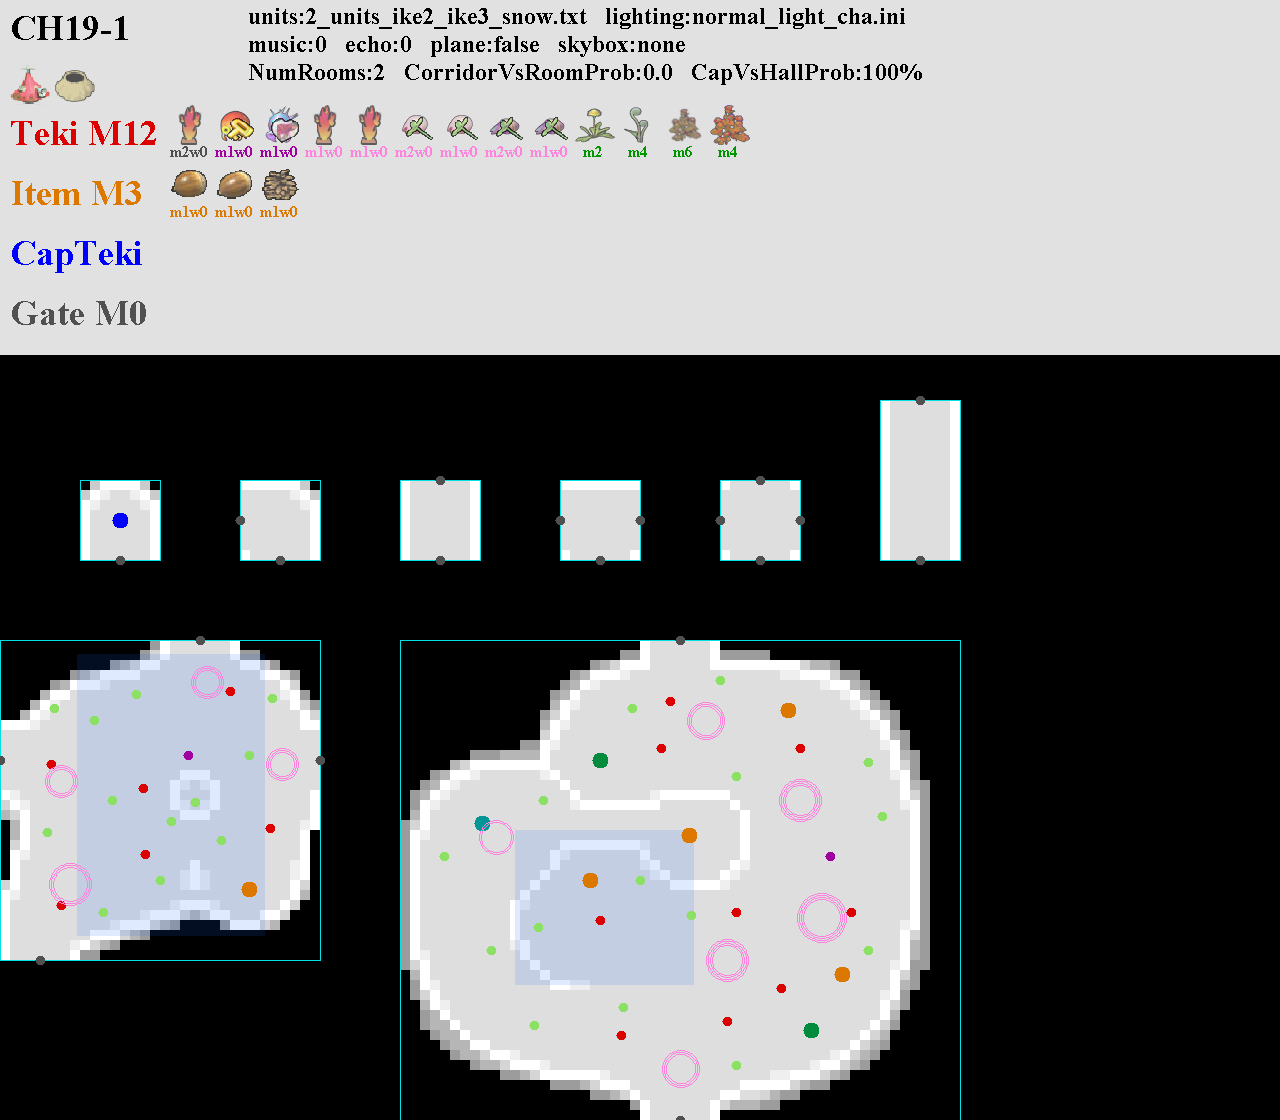 CH19-1
units:2_units_ike2_ike3_snow.txt lighting:normal_light_cha.ini
music:0 echo:0 plane:false skybox:none
NumRooms:2 CorridorVsRoomProb:0.0 CapVsHallProb:100%
Teki M12
m2w0 m1w0 m1w0 m1w0 m1w0 m2w0 m1w0 m2w0 m1w0 m2 m4 m6 m4
Item M3
m1w0 m1w0 m1w0
CapTeki
Gate M0